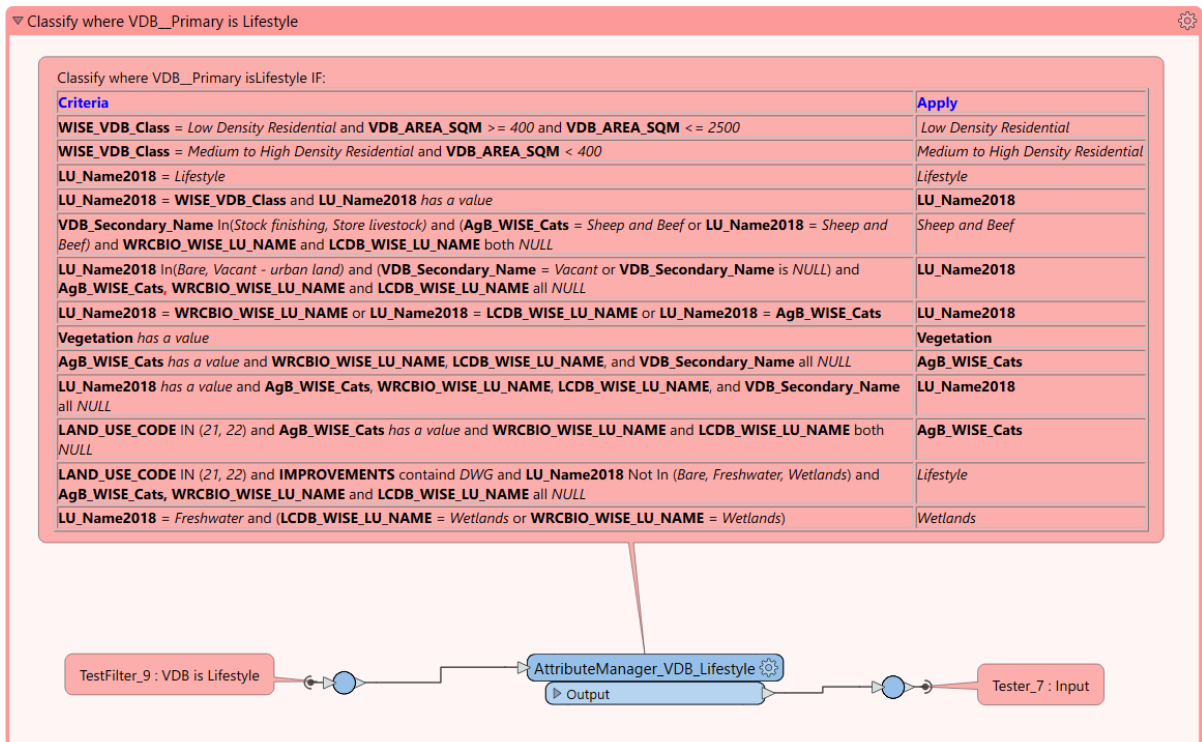 Classify where VDB__Primary is Lifestyle
Classify where VDB__Primary isLifestyle IF:
Criteria Apply
WISE_VDB_Class = Low Density Residential and VDB_AREA_SQM >= 400 and VDB_AREA_SQM <= 2500 Low Density Residential
WISE_VDB_Class = Medium to High Density Residential and VDB_AREA_SQM < 400 Medium to High Density Residential
LU_Name2018 = Lifestyle Lifestyle
LU_Name2018 = WISE_VDB_Class and LU_Name2018 has a value LU_Name2018
VDB_Secondary_Name In(Stock finishing, Store livestock) and (AgB_WISE_Cats = Sheep and Beef or LU_Name2018 = Sheep and Sheep and Beef
Beef) and WRCBIO_WISE_LU_NAME and LCDB_WISE_LU_NAME both NULL
LU_Name2018 In(Bare, Vacant - urban land) and (VDB_Secondary_Name = Vacant or VDB_Secondary_Name is NULL) and LU_Name2018
AgB_WISE_Cats, WRCBIO_WISE_LU_NAME and LCDB_WISE_LU_NAME all NULL
LU_Name2018 = WRCBIO_WISE_LU_NAME or LU_Name2018 = LCDB_WISE_LU_NAME or LU_Name2018 = AgB_WISE_Cats LU_Name2018
Vegetation has a value Vegetation
AgB_WISE_Cats has a value and WRCBIO_WISE_LU_NAME, LCDB_WISE_LU_NAME, and VDB_Secondary_Name all NULL AgB_WISE_Cats
LU_Name2018 has a value and AgB_WISE_Cats, WRCBIO_WISE_LU_NAME, LCDB_WISE_LU_NAME, and VDB_Secondary_Name LU_Name2018
all NULL
LAND_USE_CODE IN (21, 22) and AgB_WISE_Cats has a value and WRCBIO_WISE_LU_NAME and LCDB_WISE_LU_NAME both AgB_WISE_Cats
NULL
LAND_USE_CODE IN (21, 22) and IMPROVEMENTS containd DWG and LU_Name2018 Not In (Bare, Freshwater, Wetlands) and Lifestyle
AgB_WISE_Cats, WRCBIO_WISE_LU_NAME and LCDB_WISE_LU_NAME all NULL
LU_Name2018 = Freshwater and (LCDB_WISE_LU_NAME = Wetlands or WRCBIO_WISE_LU_NAME = Wetlands) Wetlands
TestFilter_9 : VDB is Lifestyle
AttributeManager_VDB_Lifestyle
Output
Tester_7 : Input